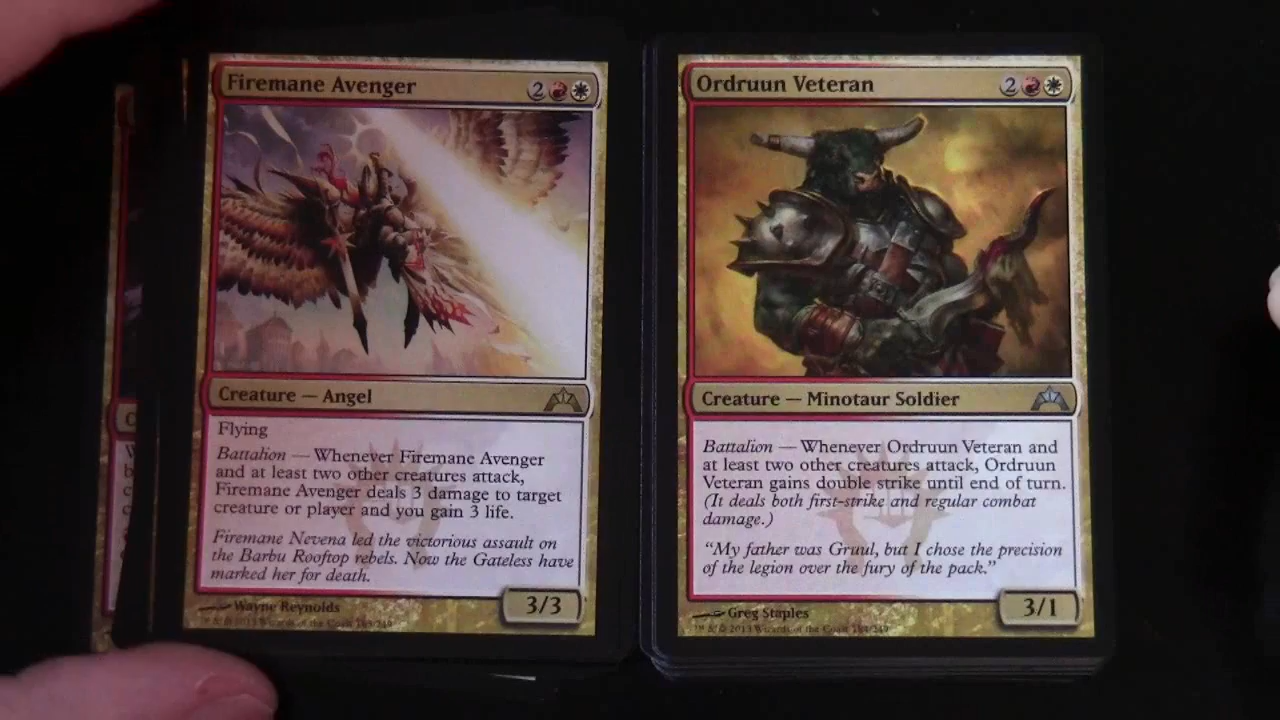 Firemane Avenger
2
Creature — Angel
Flying
Battalion — Whenever Firemane Avenger
and at least two other creatures attack,
Firemane Avenger deals 3 damage to target
creature or player and you gain 3 life.
Firemane Nevena led the victorious assault on
the Barbu Rooftop rebels. Now the Gateless have
marked her for death.
3/3
Wayne Reynolds
Ordruun Veteran
2
Creature — Minotaur Soldier
Battalion — Whenever Ordruun Veteran and
at least two other creatures attack, Ordruun
Veteran gains double strike until end of turn.
(It deals both first-strike and regular combat
damage.)
"My father was Gruul, but I chose the precision
of the legion over the fury of the pack."
3/1
Greg Staples